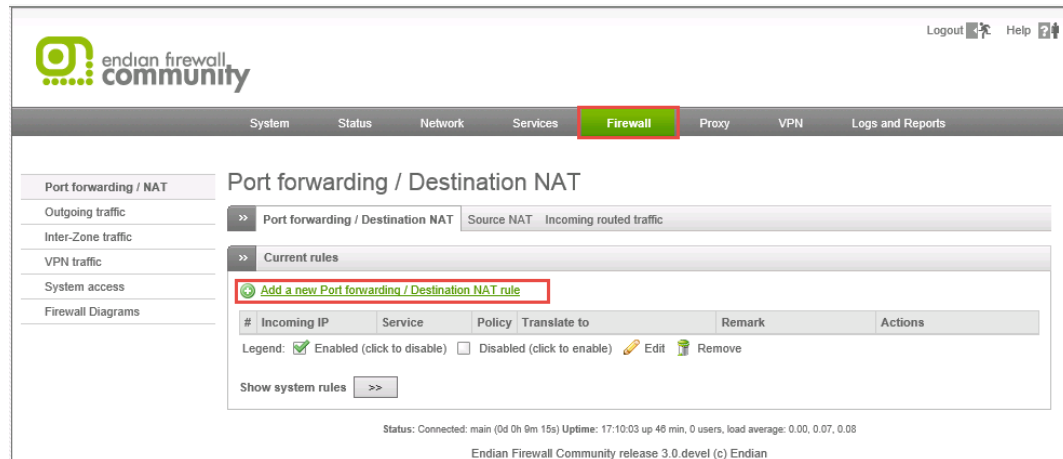 Logout Help
endian firewall
community
System Status Network Services Firewall Proxy VPN Logs and Reports
Port forwarding / NAT
Outgoing traffic
Inter-Zone traffic
VPN traffic
System access
Firewall Diagrams
Port forwarding / Destination NAT
>> Port forwarding / Destination NAT Source NAT Incoming routed traffic
>> Current rules
Add a new Port forwarding / Destination NAT rule
# Incoming IP Service Policy Translate to Remark Actions
Legend: Enabled (click to disable) Disabled (click to enable) Edit Remove
Show system rules >>
Status: Connected: main (0d 0h 9m 15s) Uptime: 17:10:03 up 46 min, 0 users, load average: 0.00, 0.07, 0.08
Endian Firewall Community release 3.0.devel (c) Endian